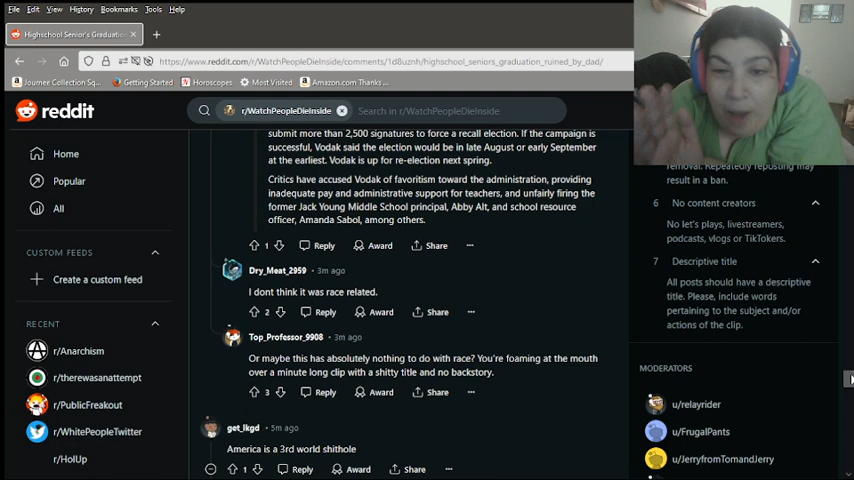 File Edit View History Bookmarks Tools Help
Highschool Senior's Graduation
https://www.reddit.com/r/WatchPeopleDieInside/comments/1d8uznh/highschool_seniors_graduation_ruined_by_dad/
Journee Collection Sq... Getting Started Horoscopes Most Visited Amazon.com Thanks ...
reddit r/WatchPeopleDieInside Search in r/WatchPeopleDieInside
Home
Popular
All
CUSTOM FEEDS
Create a custom feed
RECENT
r/Anarchism
r/therewasanattempt
r/PublicFreakout
r/WhitePeopleTwitter
r/HolUp
submit more than 2,500 signatures to force a recall election. If the campaign is
successful, Vodak said the election would be in late August or early September
at the earliest. Vodak is up for re-election next spring.
Critics have accused Vodak of favoritism toward the administration, providing
inadequate pay and administrative support for teachers, and unfairly firing the
former Jack Young Middle School principal, Abby Alt, and school resource
officer, Amanda Sabol, among others.
1 Reply Award Share
Dry_Meat_2959 • 3m ago
I dont think it was race related.
2 Reply Award Share
Top_Professor_9908 • 3m ago
Or maybe this has absolutely nothing to do with race? You're foaming at the mouth
over a minute long clip with a shitty title and no backstory.
3 Reply Award Share
get_lkgd • 5m ago
America is a 3rd world shithole
1 Reply Award Share
removal. Repeatedly reposting may
result in a ban.
6 No content creators
No let's plays, livestreamers,
podcasts, vlogs or TikTokers.
7 Descriptive title
All posts should have a descriptive
title. Please, include words
pertaining to the subject and/or
actions of the clip.
MODERATORS
u/relayrider
u/FrugalPants
u/JerryfromTomandJerry